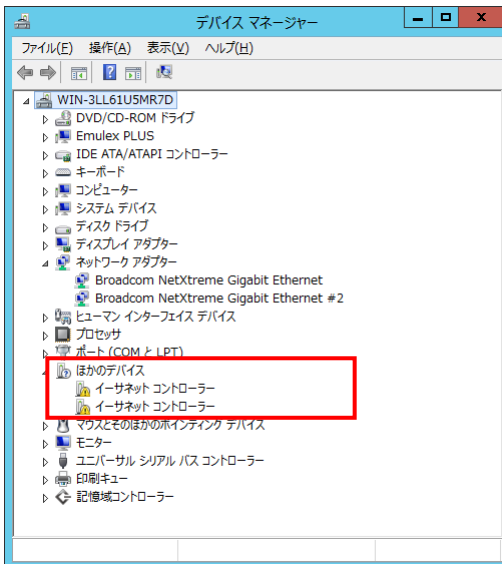 デバイス マネージャー
ファイル(F) 操作(A) 表示(V) ヘルプ(H)
WIN-3LL61U5MR7D
DVD/CD-ROM ドライブ
Emulex PLUS
IDE ATA/ATAPI コントローラー
キーボード
コンピューター
システム デバイス
ディスク ドライブ
ディスプレイ アダプター
ネットワーク アダプター
Broadcom NetXtreme Gigabit Ethernet
Broadcom NetXtreme Gigabit Ethernet #2
ヒューマン インターフェイス デバイス
プロセッサ
ポート (COM と LPT)
ほかのデバイス
イーサネット コントローラー
イーサネット コントローラー
マウスとそのほかのポインティング デバイス
モニター
ユニバーサル シリアル バス コントローラー
印刷キュー
記憶域コントローラー